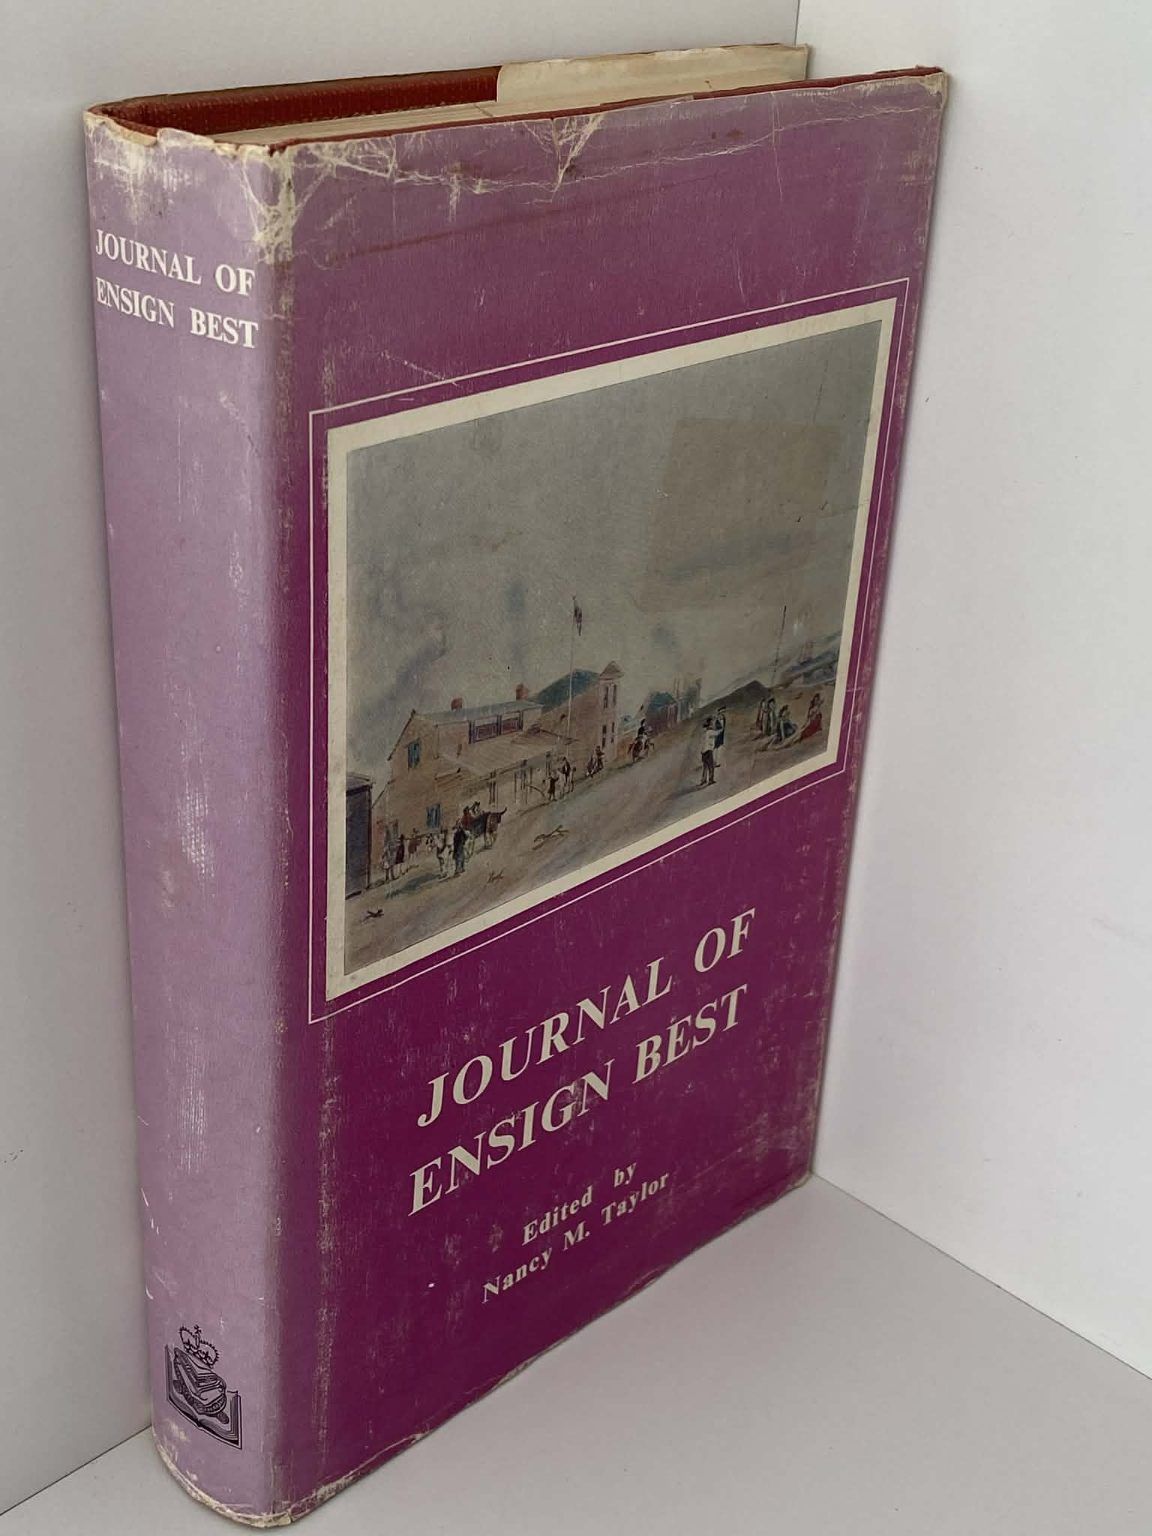 JOURNAL OF
ENSIGN BEST
JOURNAL OF
ENSIGN BEST
Edited by
Nancy M. Taylor